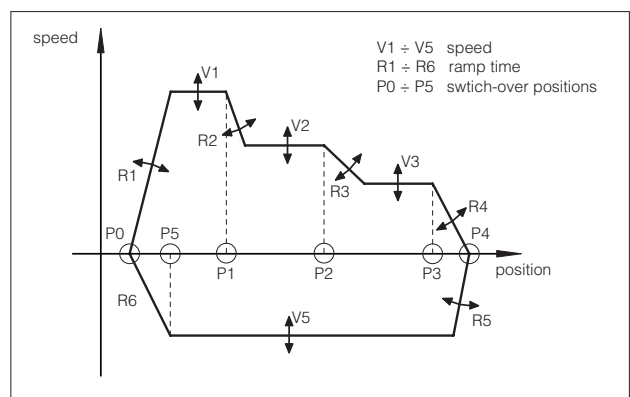 speed
V1 ÷ V5 speed
R1 ÷ R6 ramp time
P0 ÷ P5 swtich-over positions
V1
R2
V2
R1
R3
V3
R4
P0
P5
P4
P1
P2
P3
position
R6
V5
R5